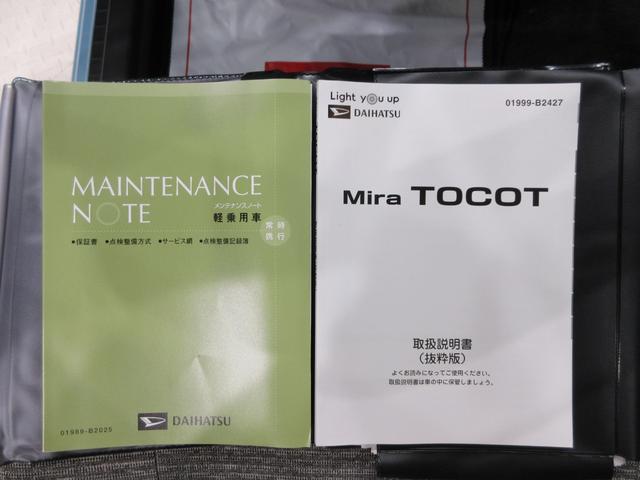 MAINTENANCE
NOTE
メンテナンスノート
軽乗用車
常時
携行
●保証書 ●点検整備方式 ●サービス網 ●点検整備記録簿
DAIHATSU
01989-B2025
Light you up
DAIHATSU
01999-B2427
Mira TOCOT
取扱説明書
(抜粋版)
よくお読みになってご使用ください。
取扱説明書は車の中に保管しましょう。